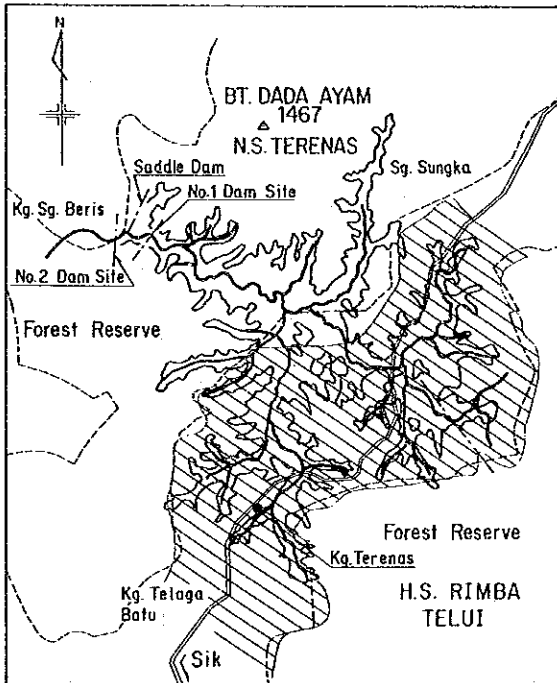 N
BT. DADA AYAM
1467
N.S. TERENAS
Saddle Dam
Sg. Sungka
No.1 Dam Site
Kg. Sg. Beris
No.2 Dam Site
Forest Reserve
Forest Reserve
Kg. Terenas
Kg. Telaga
Batu
H.S. RIMBA
TELUI
Sik